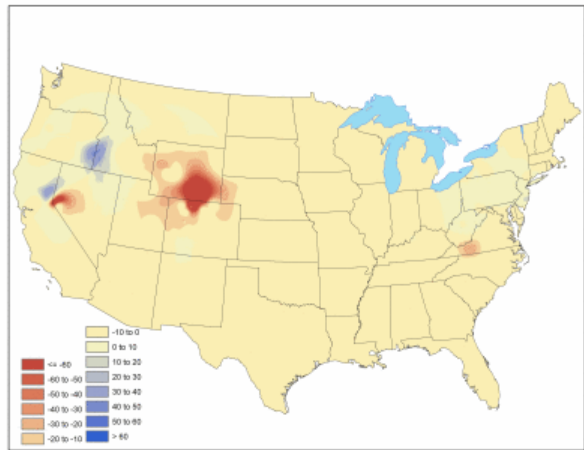 <= -60
-60 to -50
-50 to -40
-40 to -30
-30 to -20
-20 to -10
-10 to 0
0 to 10
10 to 20
20 to 30
30 to 40
40 to 50
50 to 60
> 60